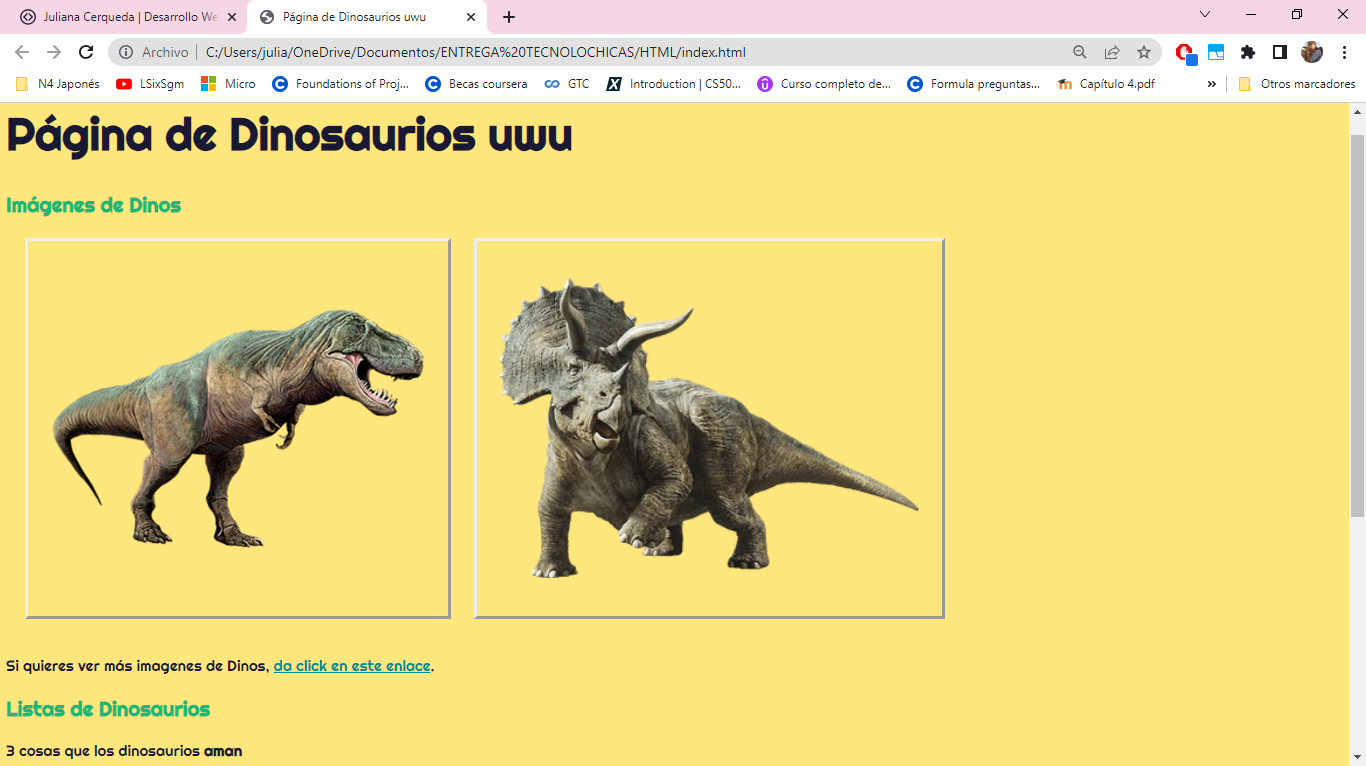 Juliana Cerqueda | Desarrollo We
Página de Dinosaurios uwu
Archivo | C:/Users/julia/OneDrive/Documentos/ENTREGA%20TECNOLOCHICAS/HTML/index.html
N4 Japonés LSixSgm Micro Foundations of Proj... Becas coursera GTC Introduction | CS50... Curso completo de... Formula preguntas... Capítulo 4.pdf » Otros marcadores
Página de Dinosaurios uwu
Imágenes de Dinos
Si quieres ver más imagenes de Dinos, da click en este enlace.
Listas de Dinosaurios
3 cosas que los dinosaurios aman